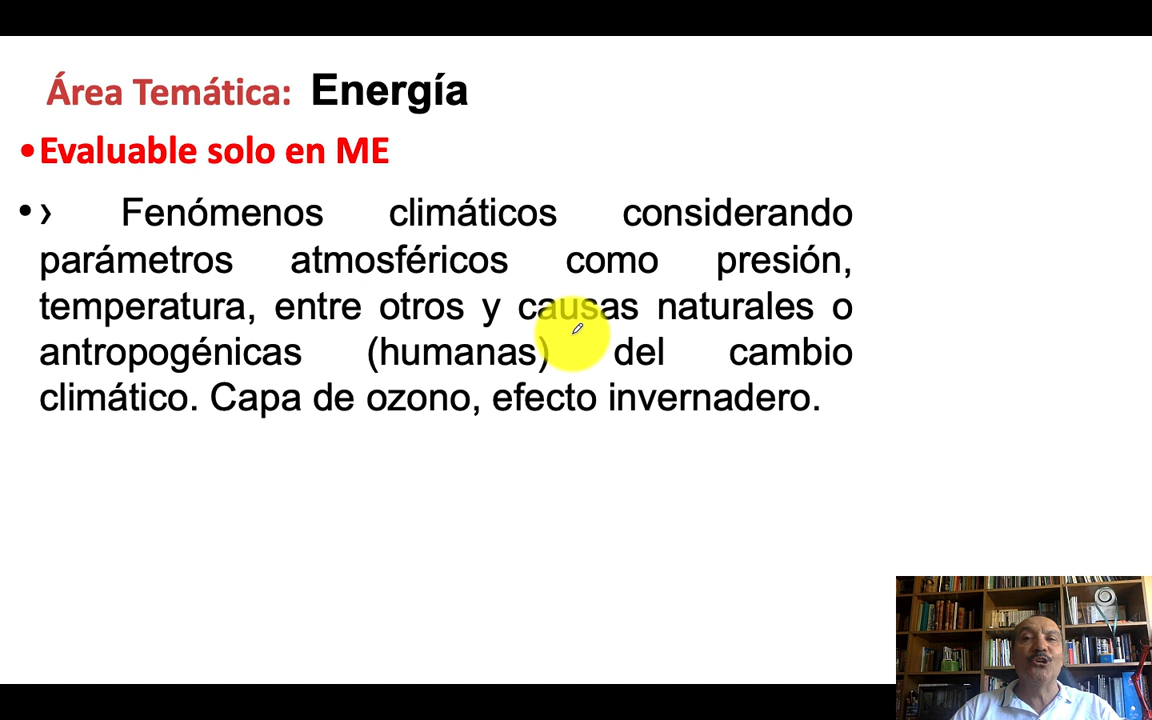 Área Temática: Energía
•Evaluable solo en ME
•› Fenómenos climáticos considerando
parámetros atmosféricos como presión,
temperatura, entre otros y causas naturales o
antropogénicas (humanas) del cambio
climático. Capa de ozono, efecto invernadero.